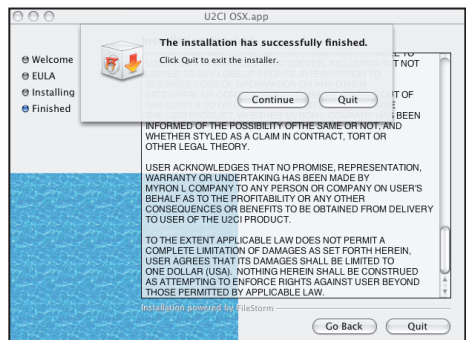 U2CI OSX.app
The installation has successfully finished.
Click Quit to exit the installer.
Continue
Quit
Welcome
EULA
Installing
Finished
INFORMED OF THE POSSIBILITY OFTHE SAME OR NOT, AND
WHETHER STYLED AS A CLAIM IN CONTRACT, TORT OR
OTHER LEGAL THEORY.
USER ACKNOWLEDGES THAT NO PROMISE, REPRESENTATION,
WARRANTY OR UNDERTAKING HAS BEEN MADE BY
MYRON L COMPANY TO ANY PERSON OR COMPANY ON USER'S
BEHALF AS TO THE PROFITABILITY OR ANY OTHER
CONSEQUENCES OR BENEFITS TO BE OBTAINED FROM DELIVERY
TO USER OF THE U2CI PRODUCT.
TO THE EXTENT APPLICABLE LAW DOES NOT PERMIT A
COMPLETE LIMITATION OF DAMAGES AS SET FORTH HEREIN,
USER AGREES THAT ITS DAMAGES SHALL BE LIMITED TO
ONE DOLLAR (USA). NOTHING HEREIN SHALL BE CONSTRUED
AS ATTEMPTING TO ENFORCE RIGHTS AGAINST USER BEYOND
THOSE PERMITTED BY APPLICABLE LAW.
Installation powered by FileStorm
Go Back
Quit